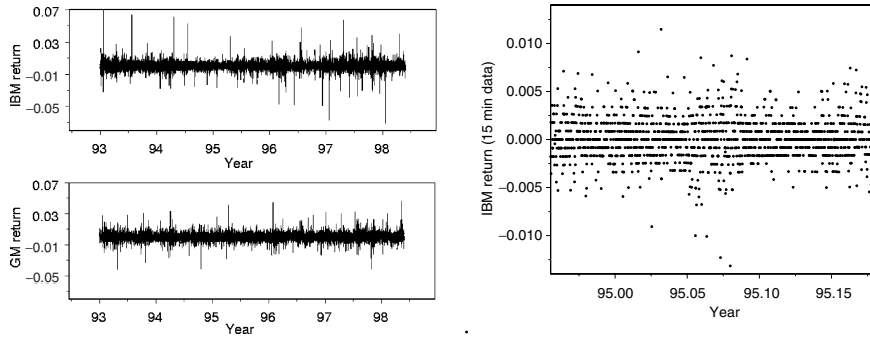 0.07
0.03
−0.01
−0.05
IBM return
93 94 95 96 97 98
Year
0.07
0.03
−0.01
−0.05
GM return
93 94 95 96 97 98
Year
0.010
0.005
0.000
−0.005
−0.010
IBM return (15 min data)
95.00 95.05 95.10 95.15
Year